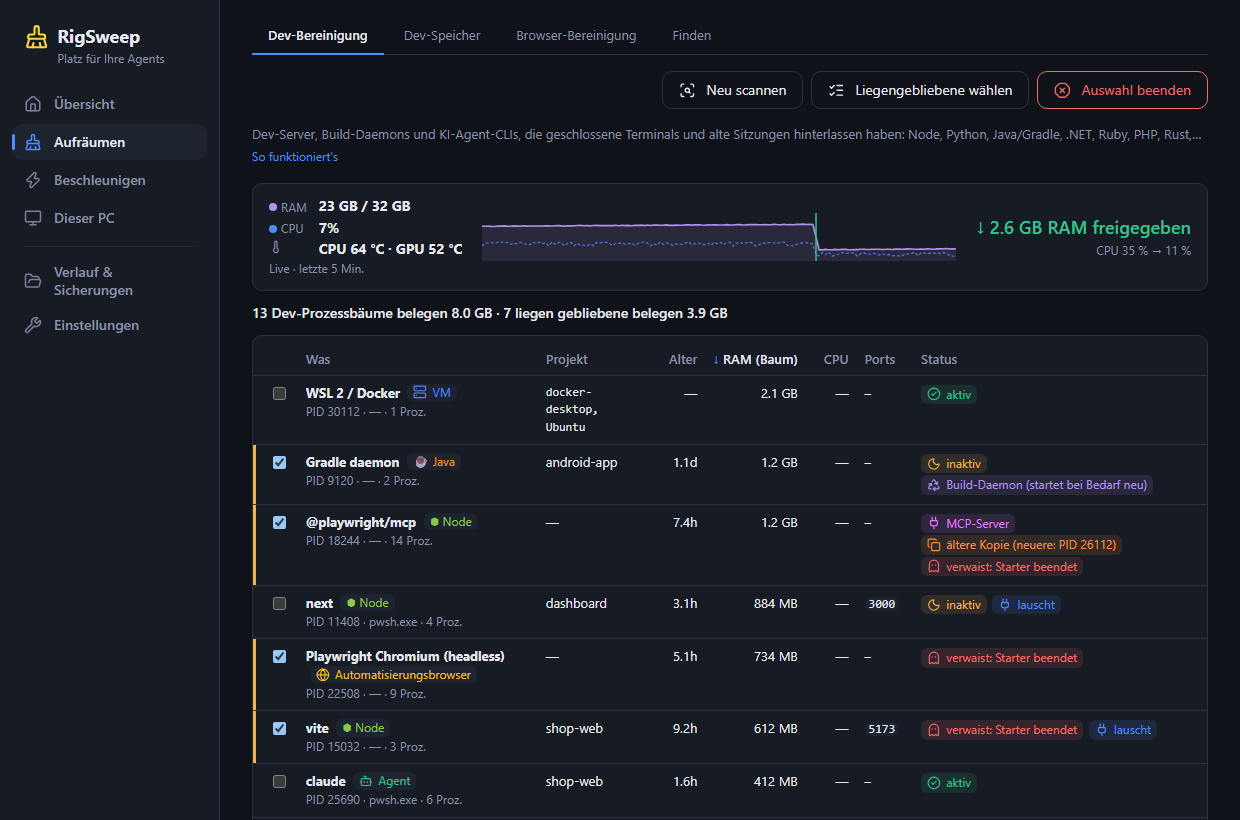 RigSweep
Platz für Ihre Agents
Übersicht
Aufräumen
Beschleunigen
Dieser PC
Verlauf &
Sicherungen
Einstellungen
Dev-Bereinigung Dev-Speicher Browser-Bereinigung Finden
Neu scannen Liegengebliebene wählen Auswahl beenden
Dev-Server, Build-Daemons und KI-Agent-CLIs, die geschlossene Terminals und alte Sitzungen hinterlassen haben: Node, Python, Java/Gradle, .NET, Ruby, PHP, Rust,...
So funktioniert's
RAM 23 GB / 32 GB
CPU 7%
CPU 64 °C · GPU 52 °C
Live · letzte 5 Min.
↓ 2.6 GB RAM freigegeben
CPU 35 % → 11 %
13 Dev-Prozessbäume belegen 8.0 GB · 7 liegen gebliebene belegen 3.9 GB
Was Projekt Alter ↓ RAM (Baum) CPU Ports Status
WSL 2 / Docker VM docker-desktop, Ubuntu — 2.1 GB — – aktiv
PID 30112 · — · 1 Proz.
Gradle daemon Java android-app 1.1d 1.2 GB — – inaktiv
PID 9120 · — · 2 Proz. Build-Daemon (startet bei Bedarf neu)
@playwright/mcp Node — 7.4h 1.2 GB — – MCP-Server
PID 18244 · — · 14 Proz. ältere Kopie (neuere: PID 26112)
verwaist: Starter beendet
next Node dashboard 3.1h 884 MB — 3000 inaktiv lauscht
PID 11408 · pwsh.exe · 4 Proz.
Playwright Chromium (headless) — 5.1h 734 MB — – verwaist: Starter beendet
Automatisierungsbrowser
PID 22508 · — · 9 Proz.
vite Node shop-web 9.2h 612 MB — 5173 verwaist: Starter beendet lauscht
PID 15032 · — · 3 Proz.
claude Agent shop-web 1.6h 412 MB — – aktiv
PID 25690 · pwsh.exe · 6 Proz.